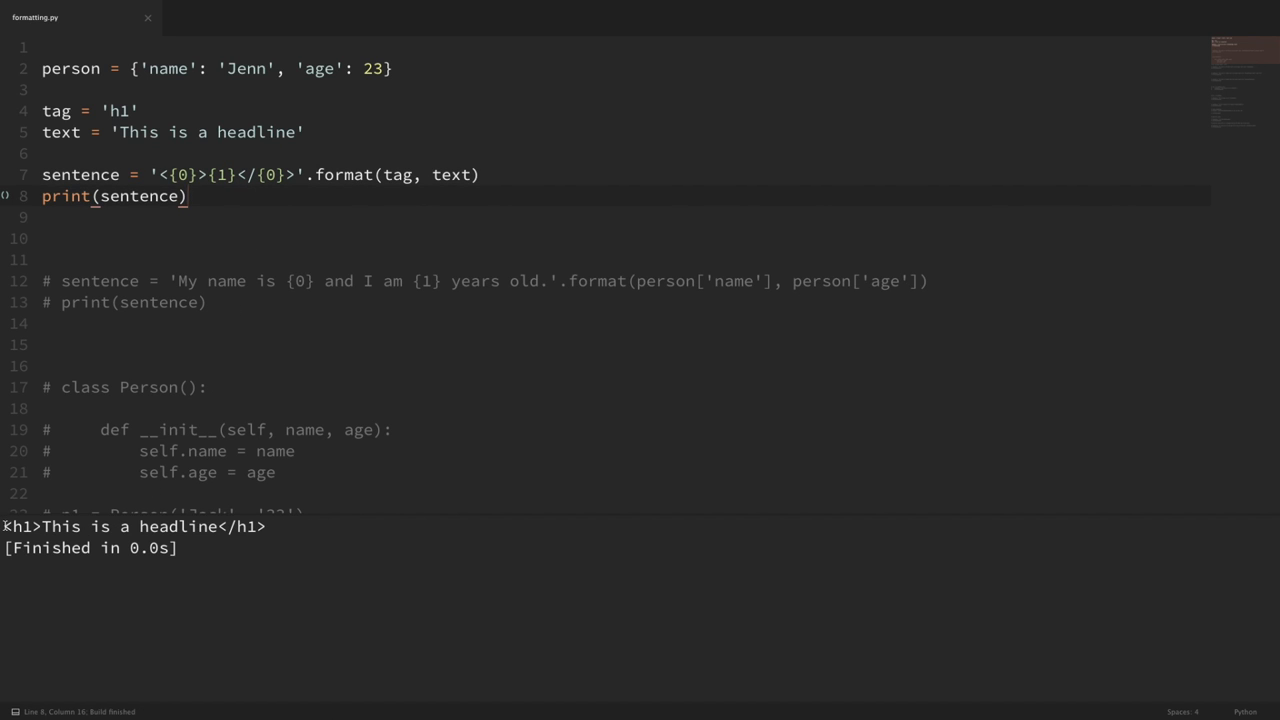 formatting.py
1
2 person = {'name': 'Jenn', 'age': 23}
3
4 tag = 'h1'
5 text = 'This is a headline'
6
7 sentence = '<{0}>{1}</{0}>'.format(tag, text)
8 print(sentence)
9
10
11
12 # sentence = 'My name is {0} and I am {1} years old.'.format(person['name'], person['age'])
13 # print(sentence)
14
15
16
17 # class Person():
18
19 #     def __init__(self, name, age):
20 #         self.name = name
21 #         self.age = age
22
<h1>This is a headline</h1>
[Finished in 0.0s]
Line 8, Column 16; Build finished
Spaces: 4
Python